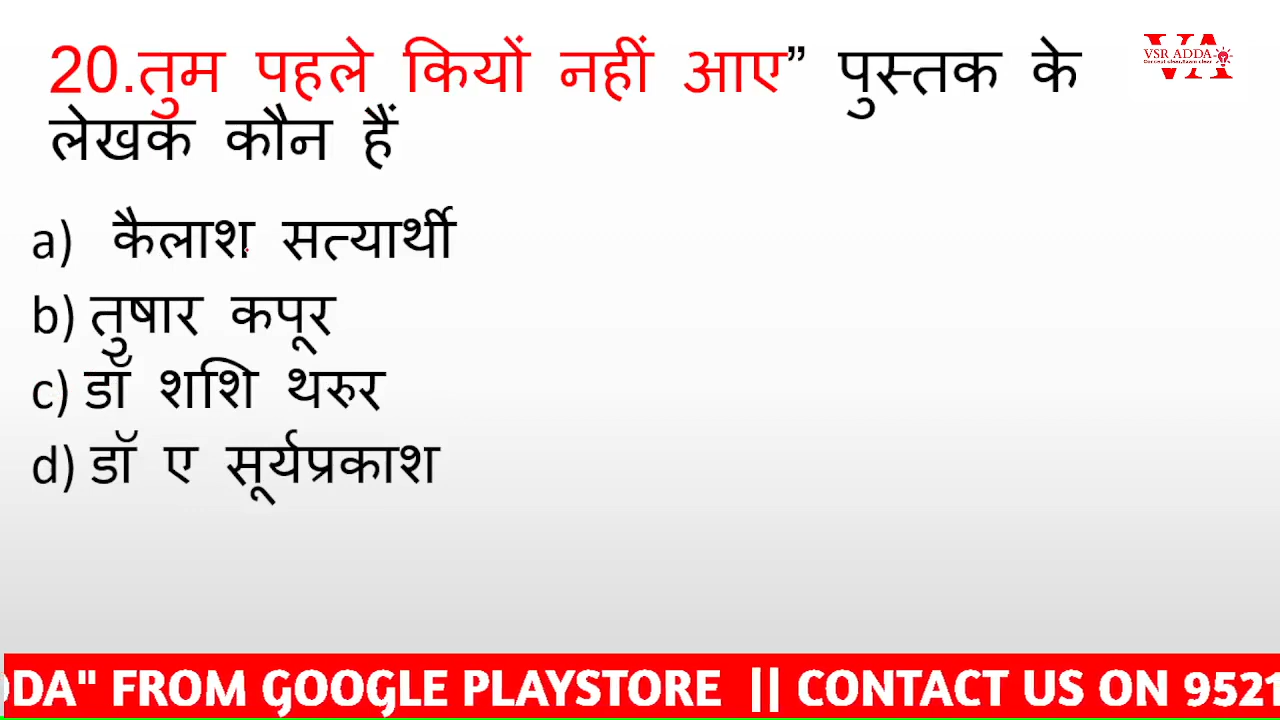 20.तुम पहले कियों नहीं आए” पुस्तक के
लेखक कौन हैं
VSR ADDA
a) कैलाश सत्यार्थी
b) तुषार कपूर
c) डॉ शशि थरुर
d) डॉ ए सूर्यप्रकाश
DDA" FROM GOOGLE PLAYSTORE || CONTACT US ON 9521